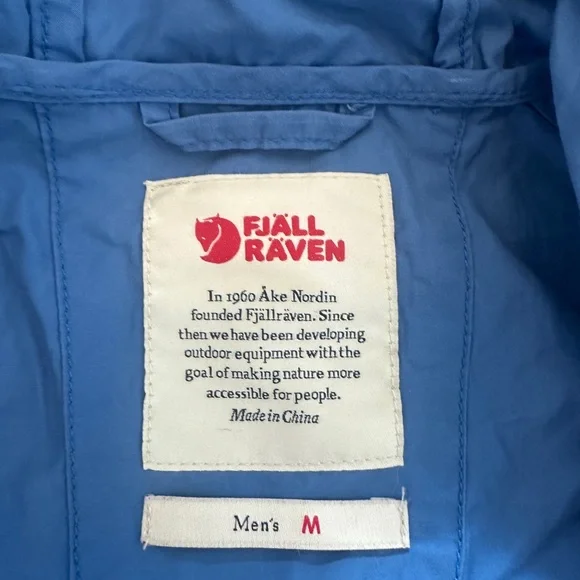 FJÄLL
RÄVEN
In 1960 Åke Nordin
founded Fjällräven. Since
then we have been developing
outdoor equipment with the
goal of making nature more
accessible for people.
Made in China
Men's M